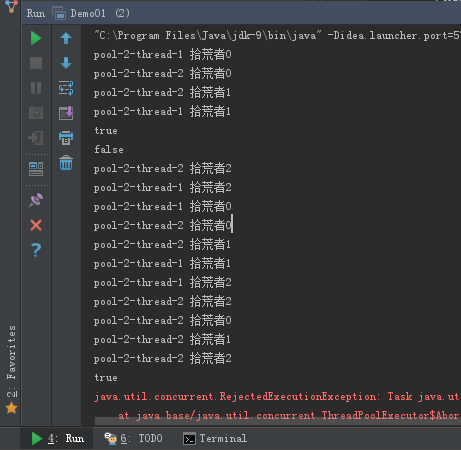 Run Demo01 (2)
"C:\Program Files\Java\jdk-9\bin\java" -Didea.launcher.port=5
pool-2-thread-1 拾荒者0
pool-2-thread-2 拾荒者0
pool-2-thread-2 拾荒者1
pool-2-thread-1 拾荒者1
true
false
pool-2-thread-2 拾荒者2
pool-2-thread-1 拾荒者2
pool-2-thread-1 拾荒者0
pool-2-thread-2 拾荒者0
pool-2-thread-2 拾荒者1
pool-2-thread-1 拾荒者1
pool-2-thread-1 拾荒者2
pool-2-thread-2 拾荒者2
pool-2-thread-2 拾荒者0
pool-2-thread-2 拾荒者1
pool-2-thread-2 拾荒者2
true
java.util.concurrent.RejectedExecutionException: Task java.ut
at java.base/java.util.concurrent.ThreadPoolExecutor$Abor
2: Favorites
4: Run 6: TODO Terminal